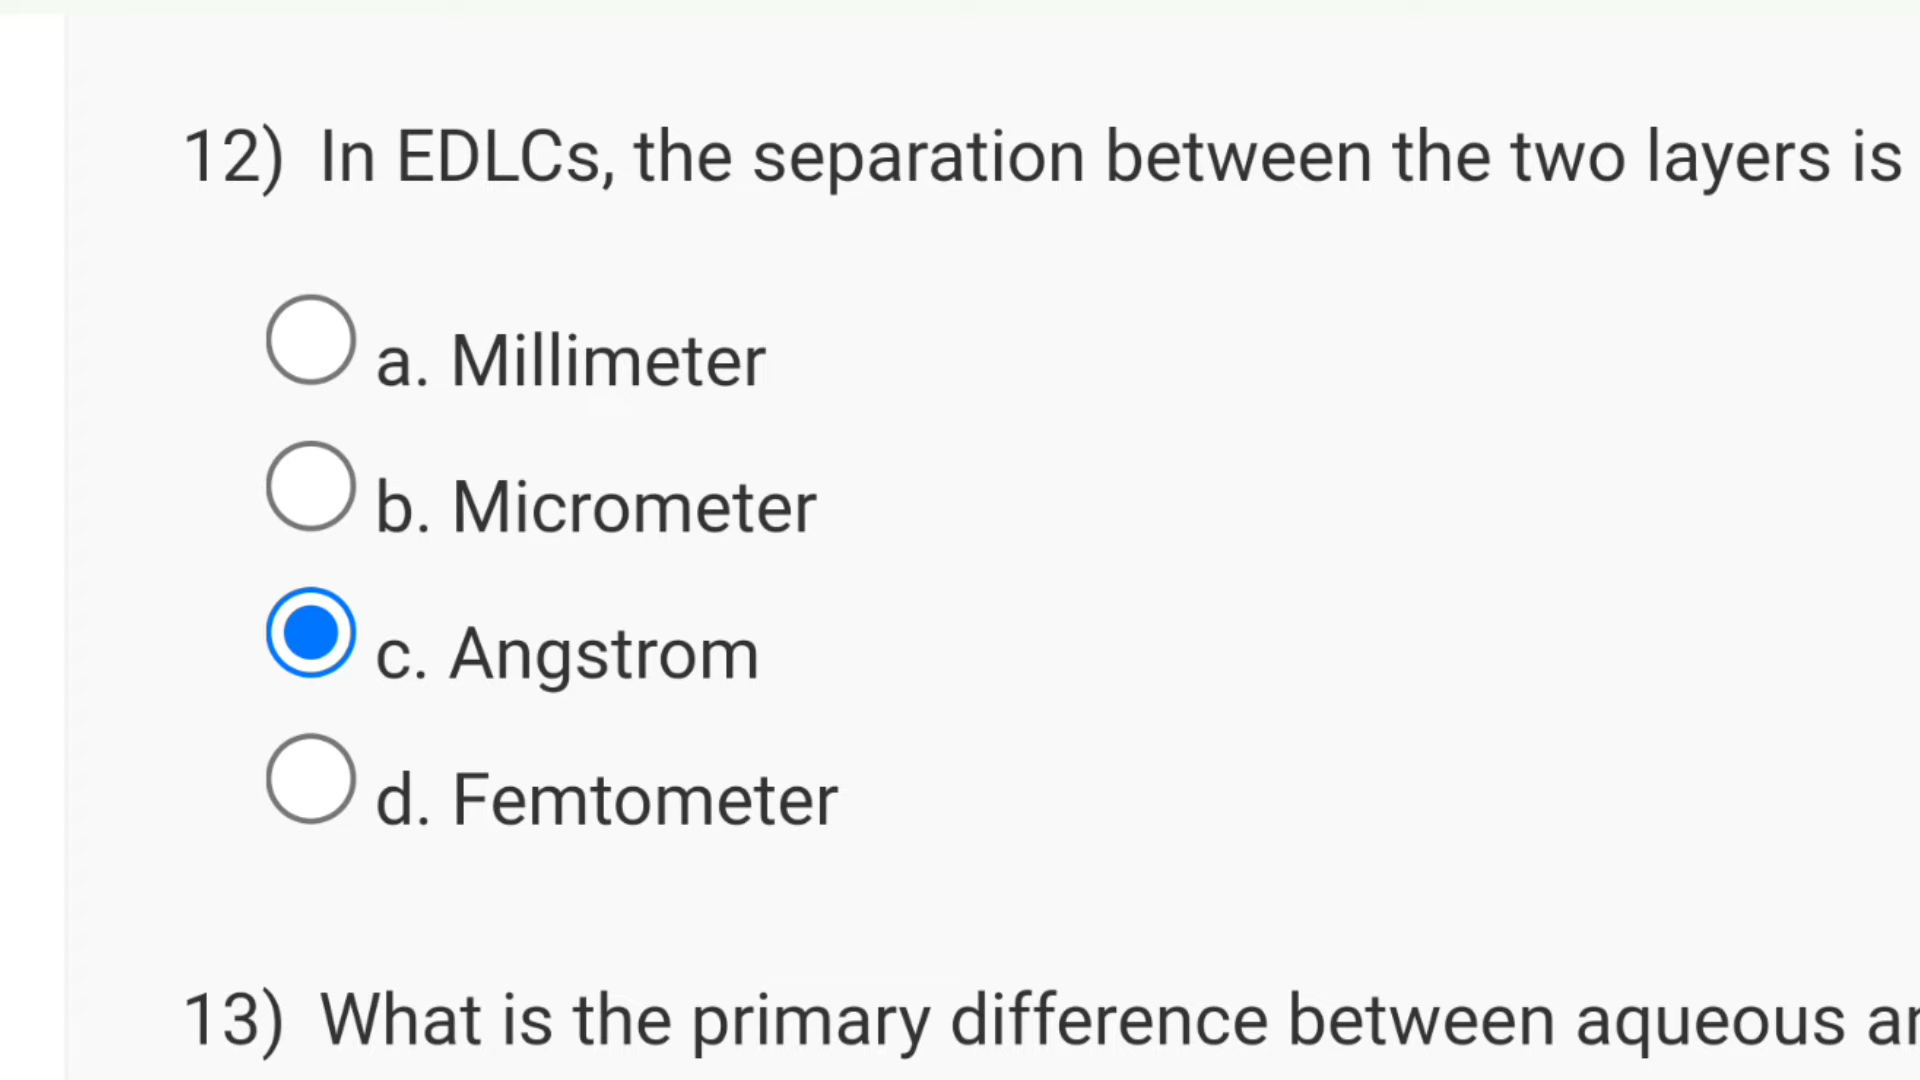 12) In EDLCs, the separation between the two layers is
a. Millimeter
b. Micrometer
c. Angstrom
d. Femtometer
13) What is the primary difference between aqueous